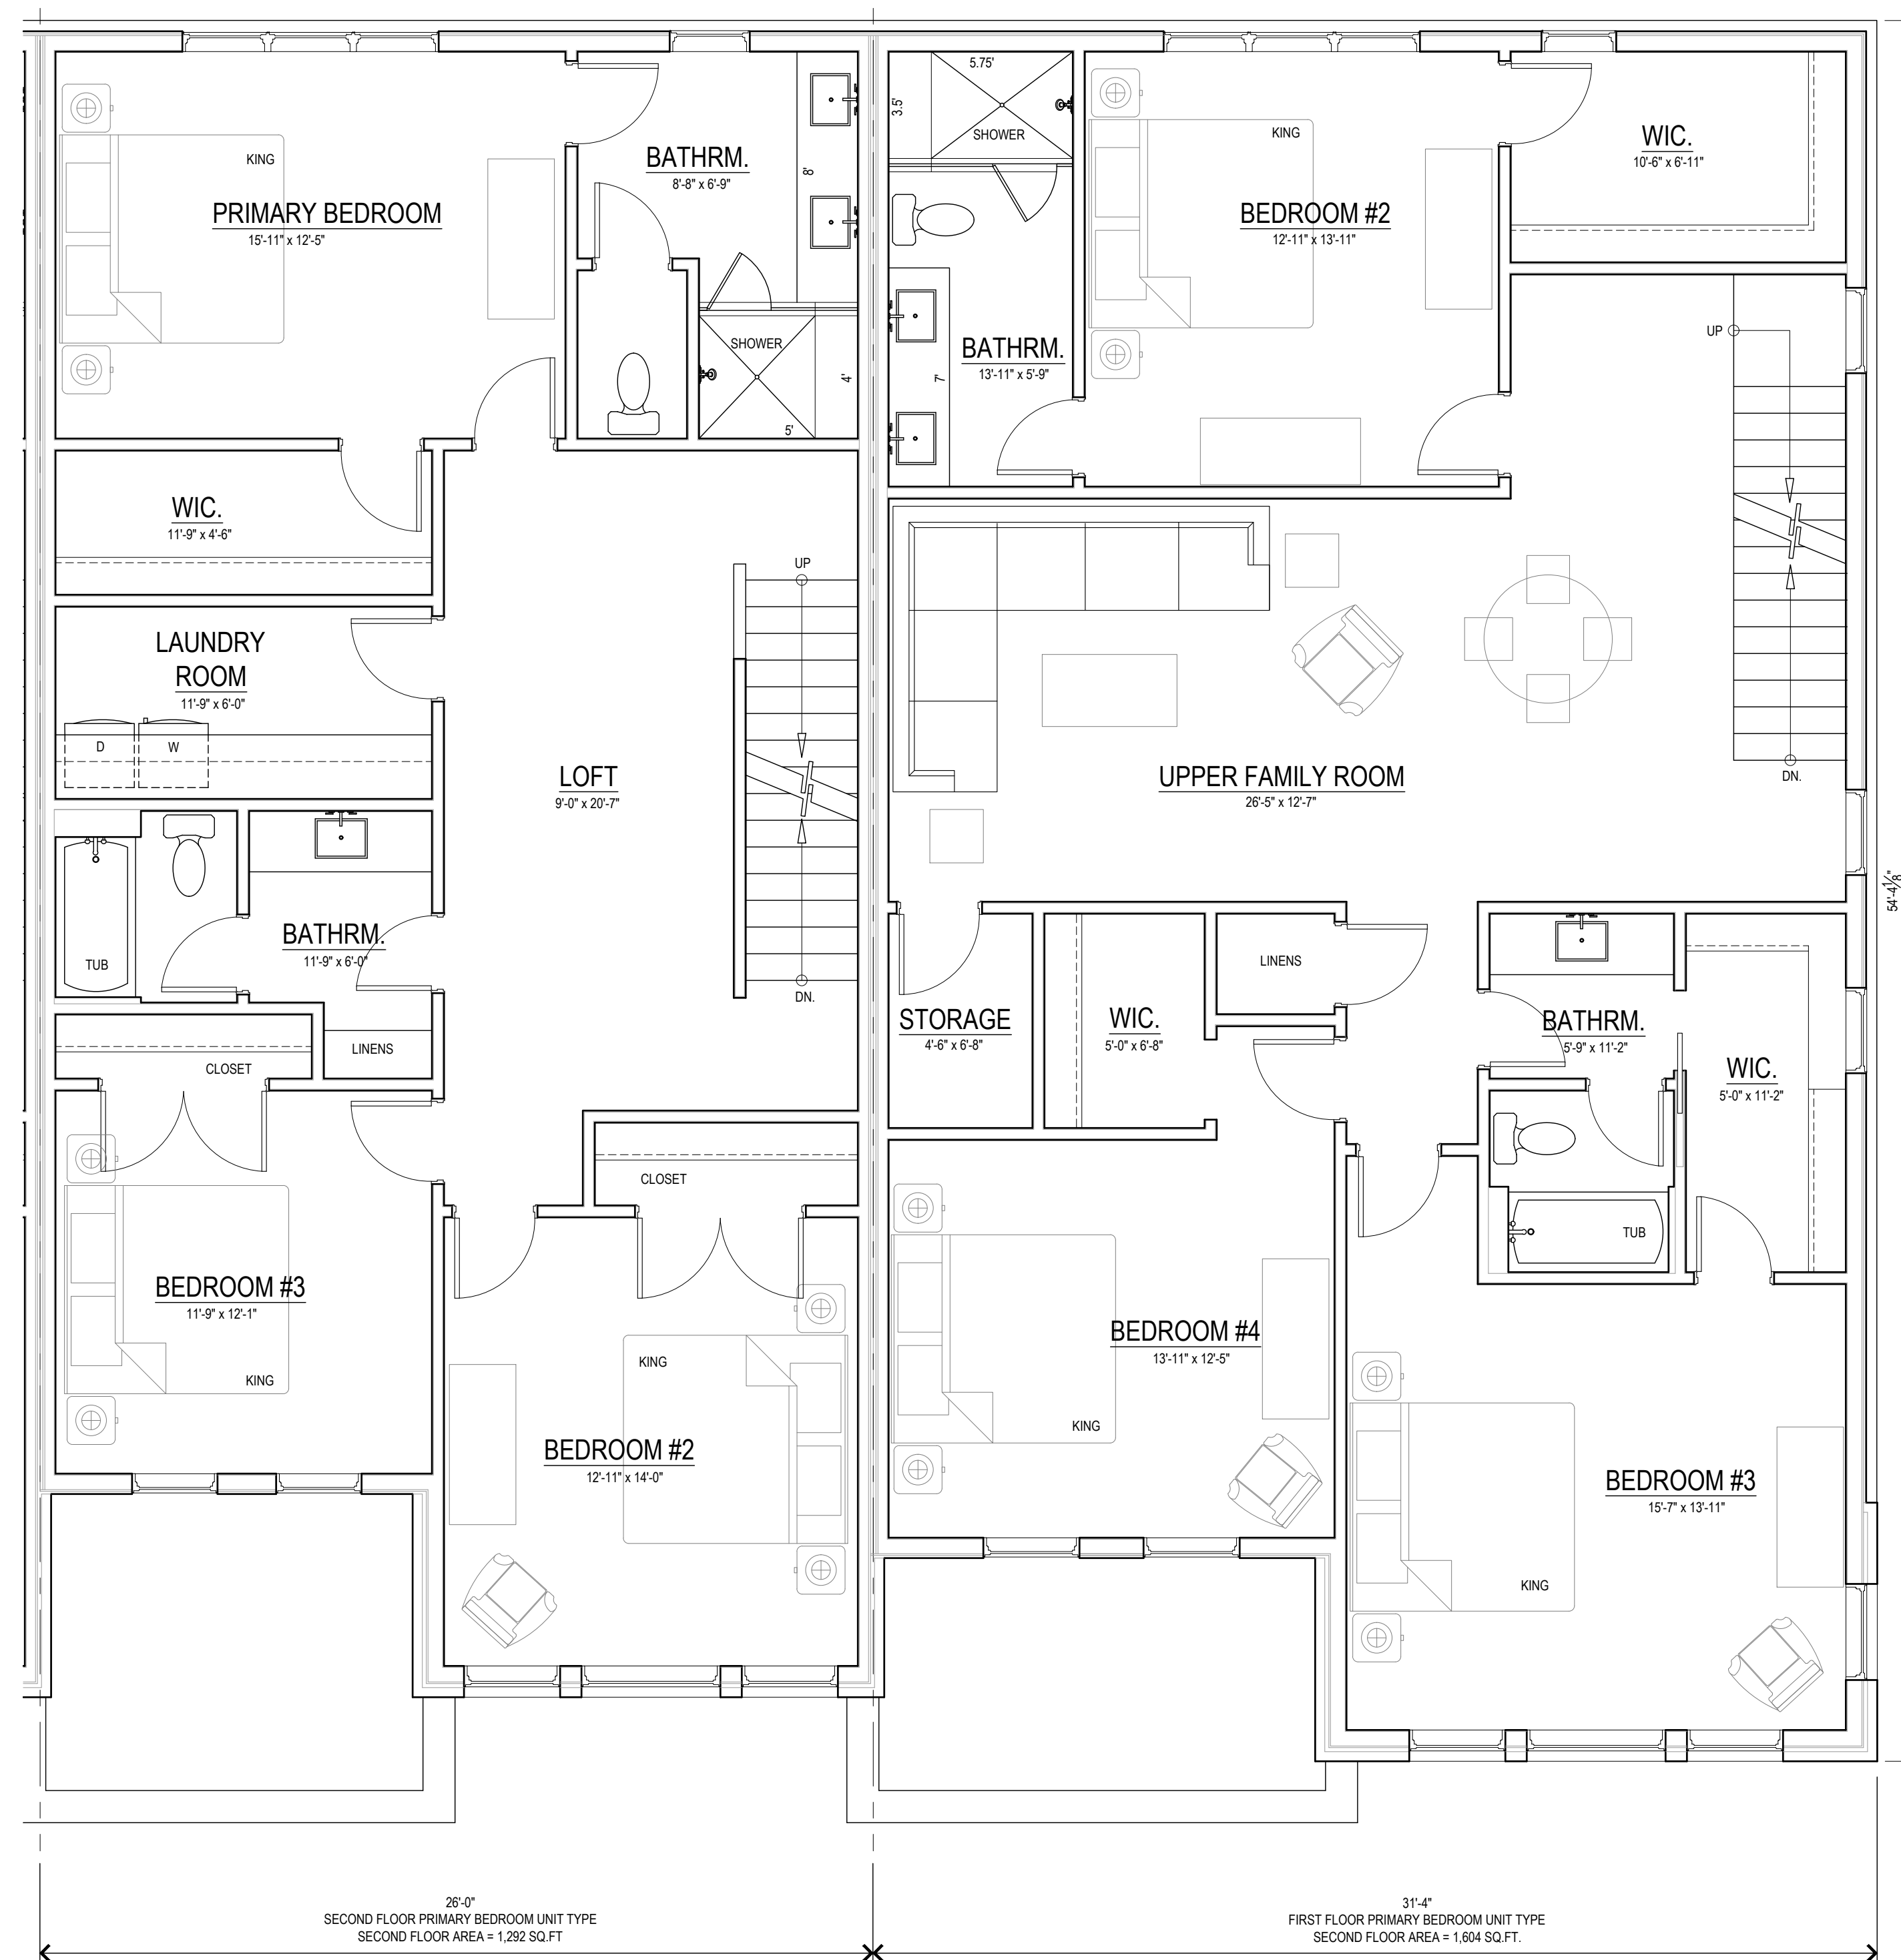 KING
PRIMARY BEDROOM
15'-11" x 12'-5"
BATHRM.
8'-8" x 6'-9"
8'
SHOWER
4'
5'
WIC.
11'-9" x 4'-6"
LAUNDRY
ROOM
11'-9" x 6'-0"
D
W
UP
LOFT
9'-0" x 20'-7"
DN.
TUB
BATHRM.
11'-9" x 6'-0"
LINENS
CLOSET
CLOSET
BEDROOM #3
11'-9" x 12'-1"
KING
KING
BEDROOM #2
12'-11" x 14'-0"
5.75'
3.5'
SHOWER
KING
BEDROOM #2
12'-11" x 13'-11"
WIC.
10'-6" x 6'-11"
BATHRM.
13'-11" x 5'-9"
7'
UP
UPPER FAMILY ROOM
26'-5" x 12'-7"
DN.
54'-4⅛"
STORAGE
4'-6" x 6'-8"
WIC.
5'-0" x 6'-8"
LINENS
BATHRM.
5'-9" x 11'-2"
WIC.
5'-0" x 11'-2"
TUB
BEDROOM #4
13'-11" x 12'-5"
KING
BEDROOM #3
15'-7" x 13'-11"
KING
26'-0"
SECOND FLOOR PRIMARY BEDROOM UNIT TYPE
SECOND FLOOR AREA = 1,292 SQ.FT
31'-4"
FIRST FLOOR PRIMARY BEDROOM UNIT TYPE
SECOND FLOOR AREA = 1,604 SQ.FT.